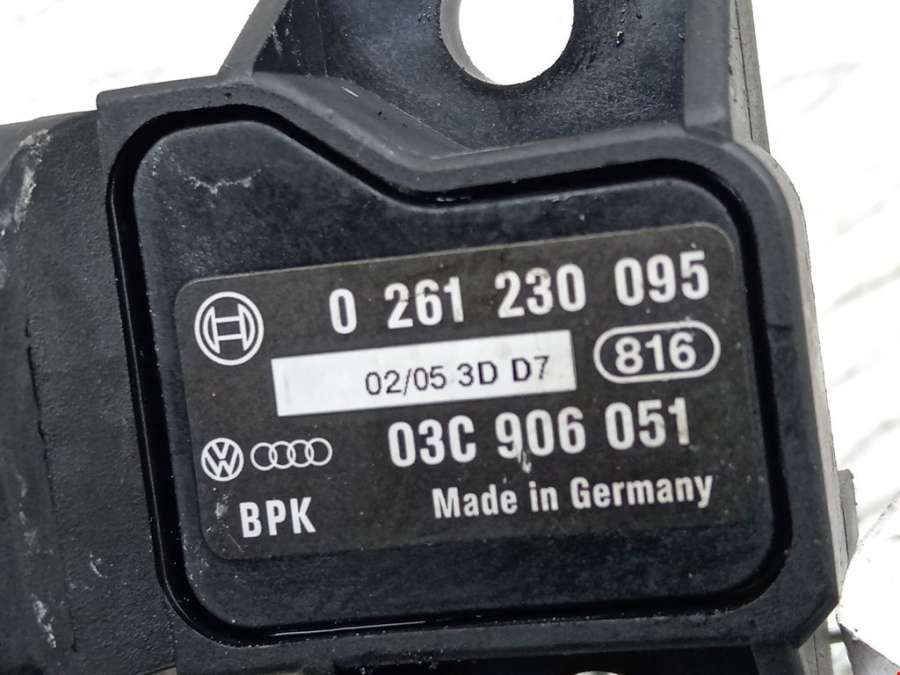 0 261 230 095
02/05 3D D7 816
03C 906 051
BPK Made in Germany